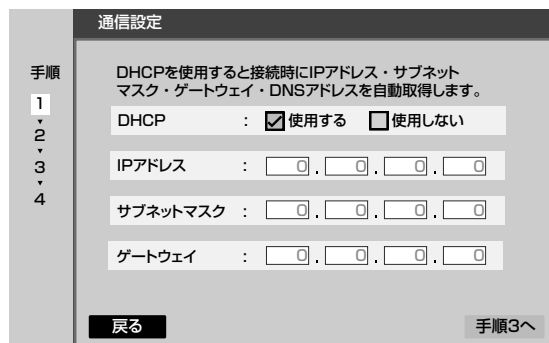 通信設定
手順
1
2
3
4
DHCPを使用すると接続時にIPアドレス・サブネット
マスク・ゲートウェイ・DNSアドレスを自動取得します。
DHCP : 使用する 使用しない
IPアドレス : 0 . 0 . 0 . 0
サブネットマスク : 0 . 0 . 0 . 0
ゲートウェイ : 0 . 0 . 0 . 0
戻る 手順3へ